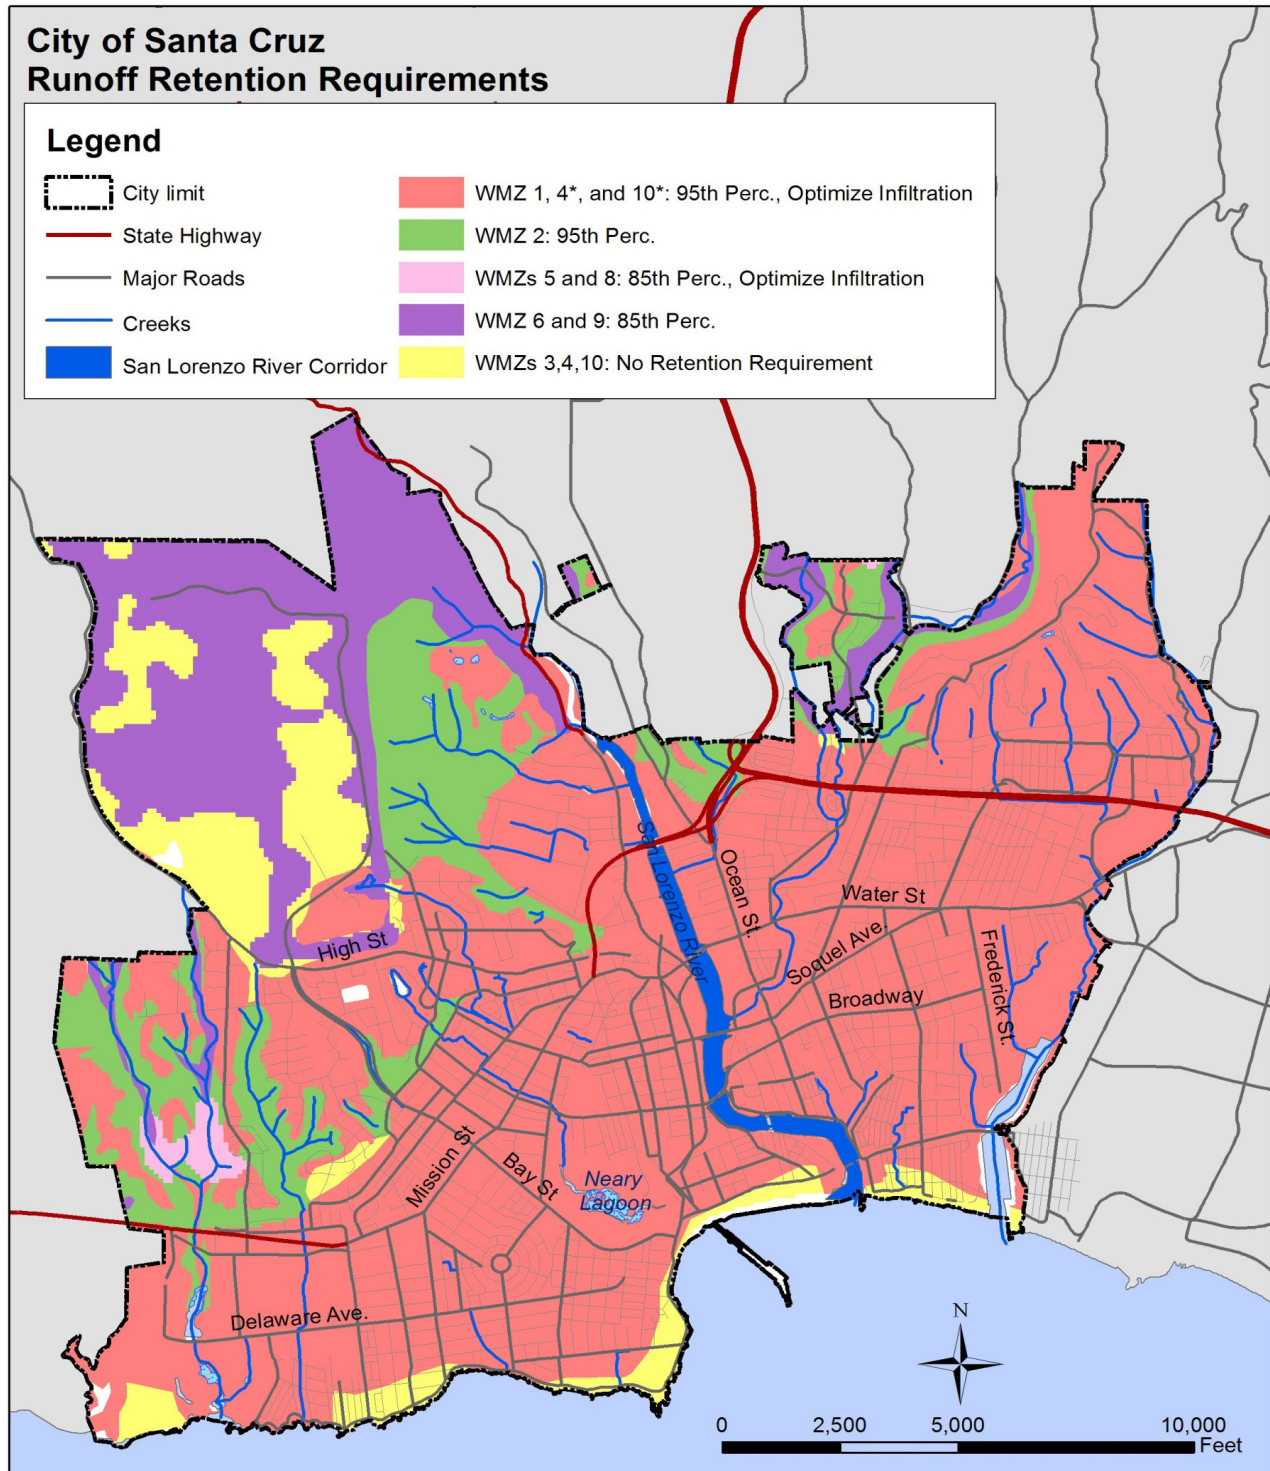 City of Santa Cruz
Runoff Retention Requirements
Legend
City limit
State Highway
Major Roads
Creeks
San Lorenzo River Corridor
WMZ 1, 4*, and 10*: 95th Perc., Optimize Infiltration
WMZ 2: 95th Perc.
WMZs 5 and 8: 85th Perc., Optimize Infiltration
WMZ 6 and 9: 85th Perc.
WMZs 3,4,10: No Retention Requirement
San Lorenzo River
Ocean St.
Water St
Soquel Ave.
Frederick St.
High St
Broadway
Mission St
Bay St
Neary
Lagoon
Delaware Ave.
N
0 2,500 5,000 10,000
Feet